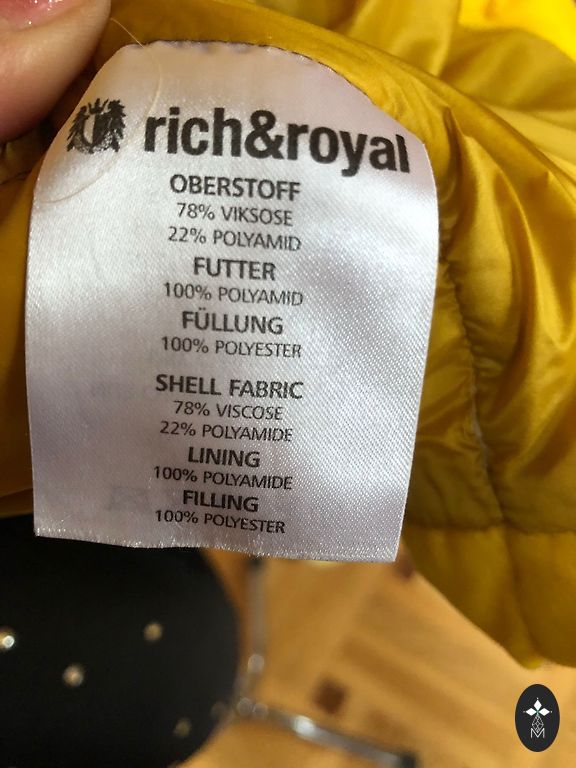 rich&royal
OBERSTOFF
78% VIKSOSE
22% POLYAMID
FUTTER
100% POLYAMID
FÜLLUNG
100% POLYESTER
SHELL FABRIC
78% VISCOSE
22% POLYAMIDE
LINING
100% POLYAMIDE
FILLING
100% POLYESTER
M